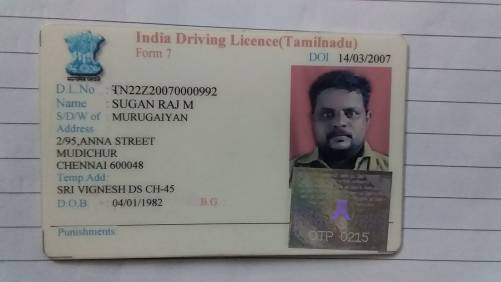 India Driving Licence(Tamilnadu)
Form 7
DOI 14/03/2007
D.L.No : TN22Z20070000992
Name : SUGAN RAJ M
S/D/W of : MURUGAIYAN
Address
2/95,ANNA STREET
MUDICHUR
CHENNAI 600048
Temp Add:
SRI VIGNESH DS CH-45
D.O.B : 04/01/1982 B.G. :
OTP 0215
Punishments: